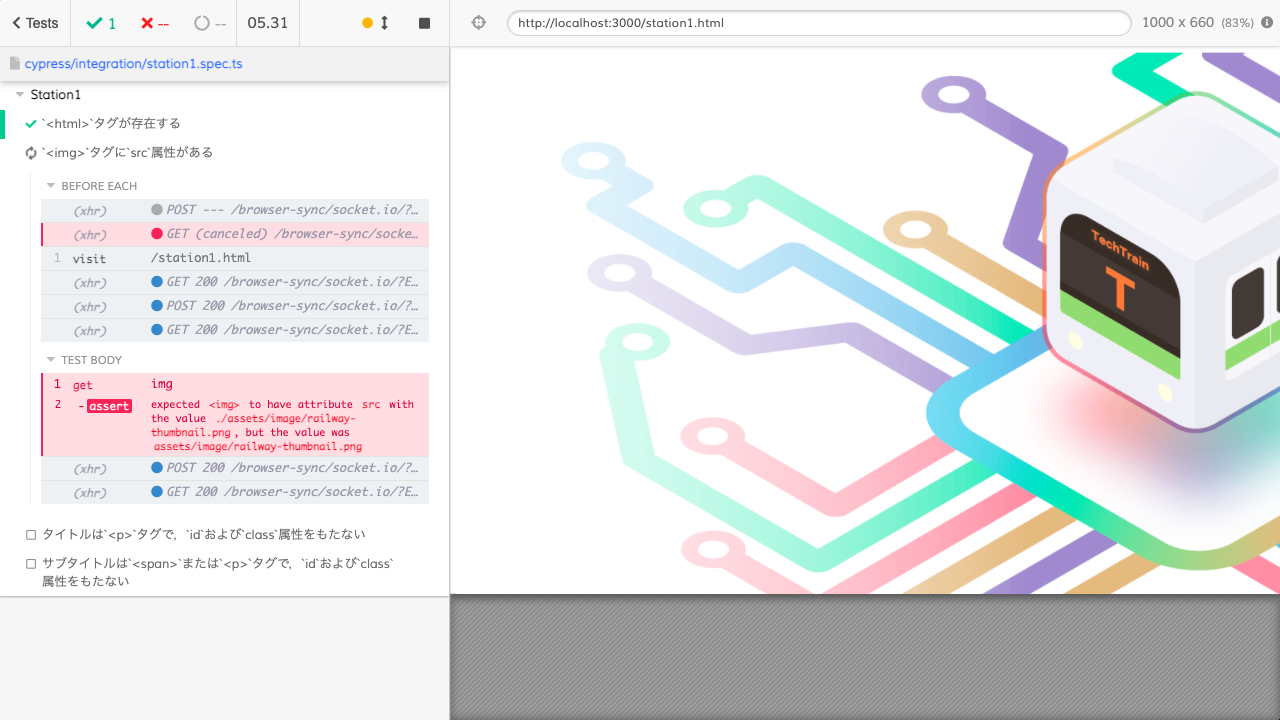 Tests
1
--
--
05.31
http://localhost:3000/station1.html
1000 x 660 (83%)
cypress/integration/station1.spec.ts
Station1
`<html>`タグが存在する
`<img>`タグに`src`属性がある
BEFORE EACH
(xhr) POST --- /browser-sync/socket.io/?...
(xhr) GET (canceled) /browser-sync/socke...
1 visit /station1.html
(xhr) GET 200 /browser-sync/socket.io/?E...
(xhr) POST 200 /browser-sync/socket.io/?...
(xhr) GET 200 /browser-sync/socket.io/?E...
TEST BODY
1 get img
2 -assert expected <img> to have attribute src with
the value ./assets/image/railway-
thumbnail.png, but the value was
assets/image/railway-thumbnail.png
(xhr) POST 200 /browser-sync/socket.io/?...
(xhr) GET 200 /browser-sync/socket.io/?E...
タイトルは`<p>`タグで，`id`および`class`属性をもたない
サブタイトルは`<span>`または`<p>`タグで，`id`および`class`
属性をもたない
TechTrain
T